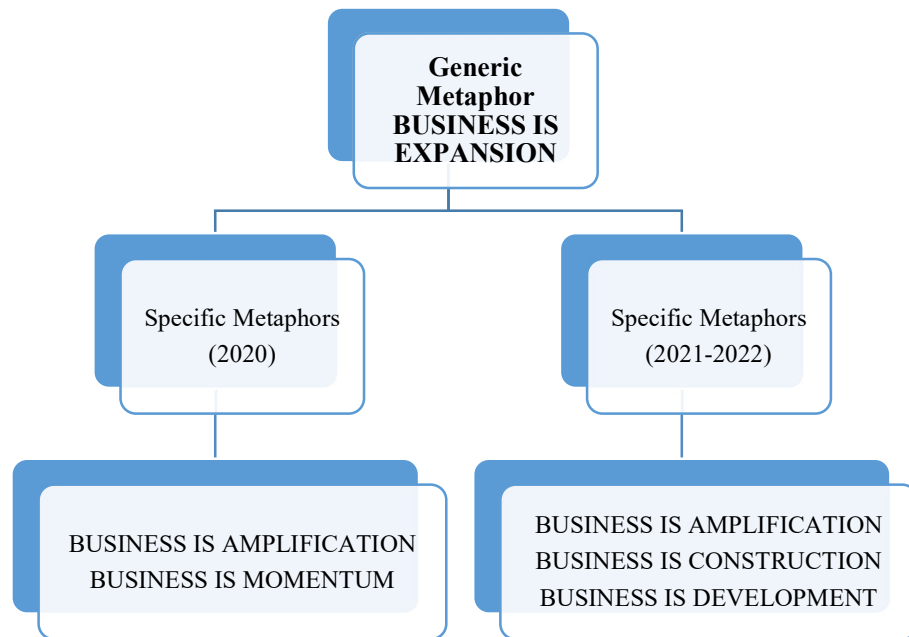 Generic
Metaphor
BUSINESS IS
EXPANSION
Specific Metaphors
(2020)
Specific Metaphors
(2021-2022)
BUSINESS IS AMPLIFICATION
BUSINESS IS MOMENTUM
BUSINESS IS AMPLIFICATION
BUSINESS IS CONSTRUCTION
BUSINESS IS DEVELOPMENT